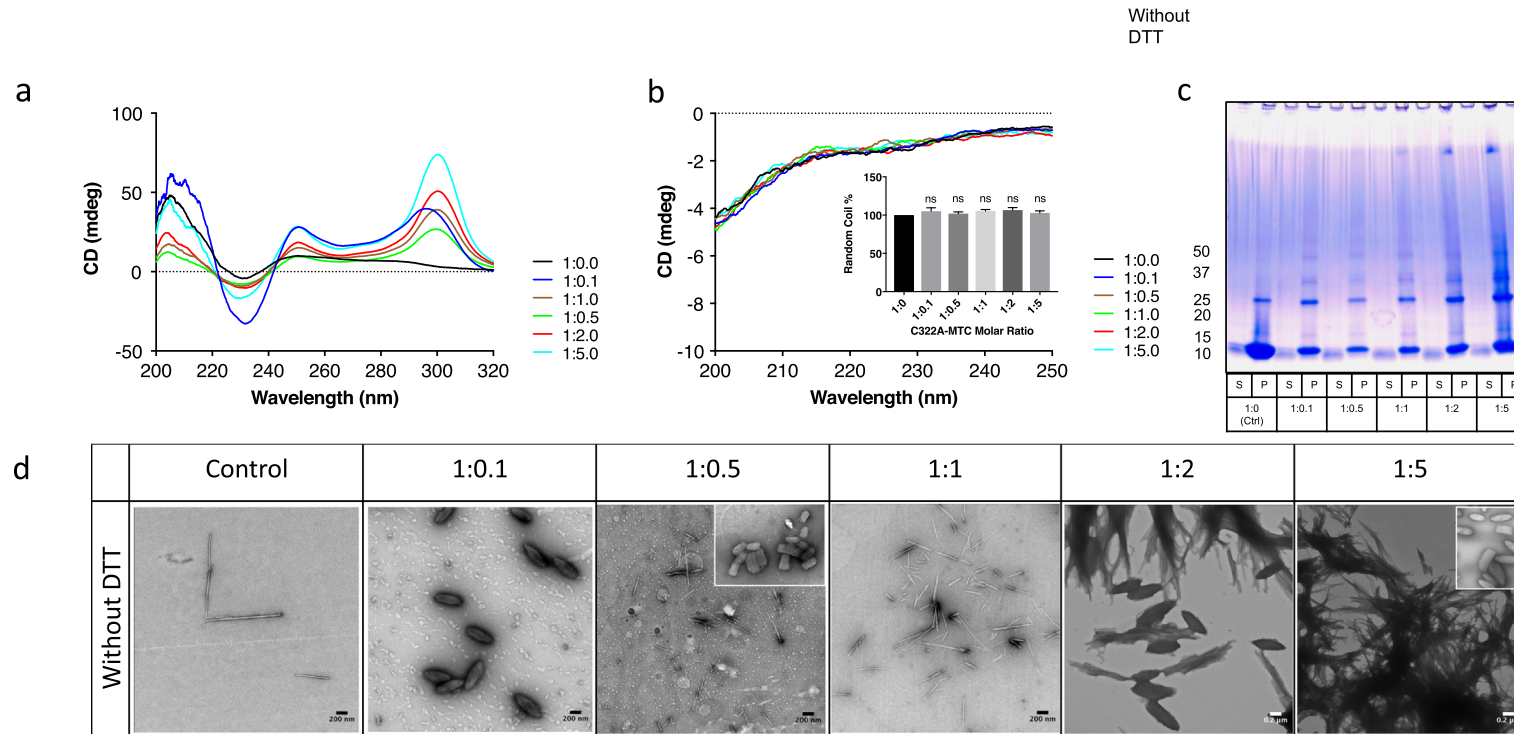 Without
DTT
a
b
c
100
50
0
-50
CD (mdeg)
200
220
240
260
280
300
320
Wavelength (nm)
1:0.0
1:0.1
1:1.0
1:0.5
1:2.0
1:5.0
0
-2
-4
-6
-8
-10
CD (mdeg)
200
210
220
230
240
250
Wavelength (nm)
150
100
50
0
Random Coil %
ns
ns
ns
ns
ns
1:0
1:0.1
1:0.5
1:1
1:2
1:5
C322A-MTC Molar Ratio
1:0.0
1:0.1
1:0.5
1:1.0
1:2.0
1:5.0
50
37
25
20
15
10
S P S P S P S P S P S P
1:0
(Ctrl)
1:0.1
1:0.5
1:1
1:2
1:5
d
Control
1:0.1
1:0.5
1:1
1:2
1:5
Without DTT
200 nm
200 nm
200 nm
200 nm
0.2 µm
0.2 µ